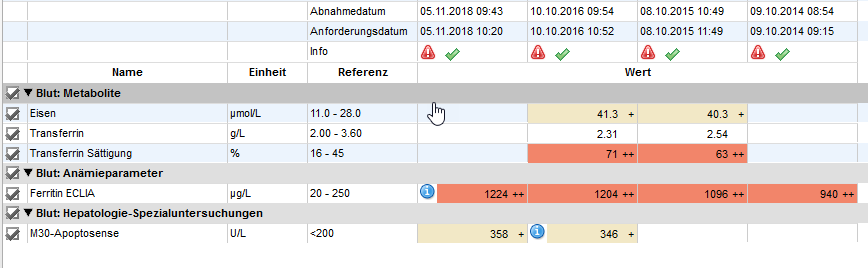 Abnahmedatum 05.11.2018 09:43 10.10.2016 09:54 08.10.2015 10:49 09.10.2014 08:54
Anforderungsdatum 05.11.2018 10:20 10.10.2016 10:52 08.10.2015 11:49 09.10.2014 09:15
Info
Name Einheit Referenz Wert
Blut: Metabolite
Eisen µmol/L 11.0 - 28.0 41.3 + 40.3 +
Transferrin g/L 2.00 - 3.60 2.31 2.54
Transferrin Sättigung % 16 - 45 71 ++ 63 ++
Blut: Anämieparameter
Ferritin ECLIA µg/L 20 - 250 1224 ++ 1204 ++ 1096 ++ 940 ++
Blut: Hepatologie-Spezialuntersuchungen
M30-Apoptosense U/L <200 358 + 346 +